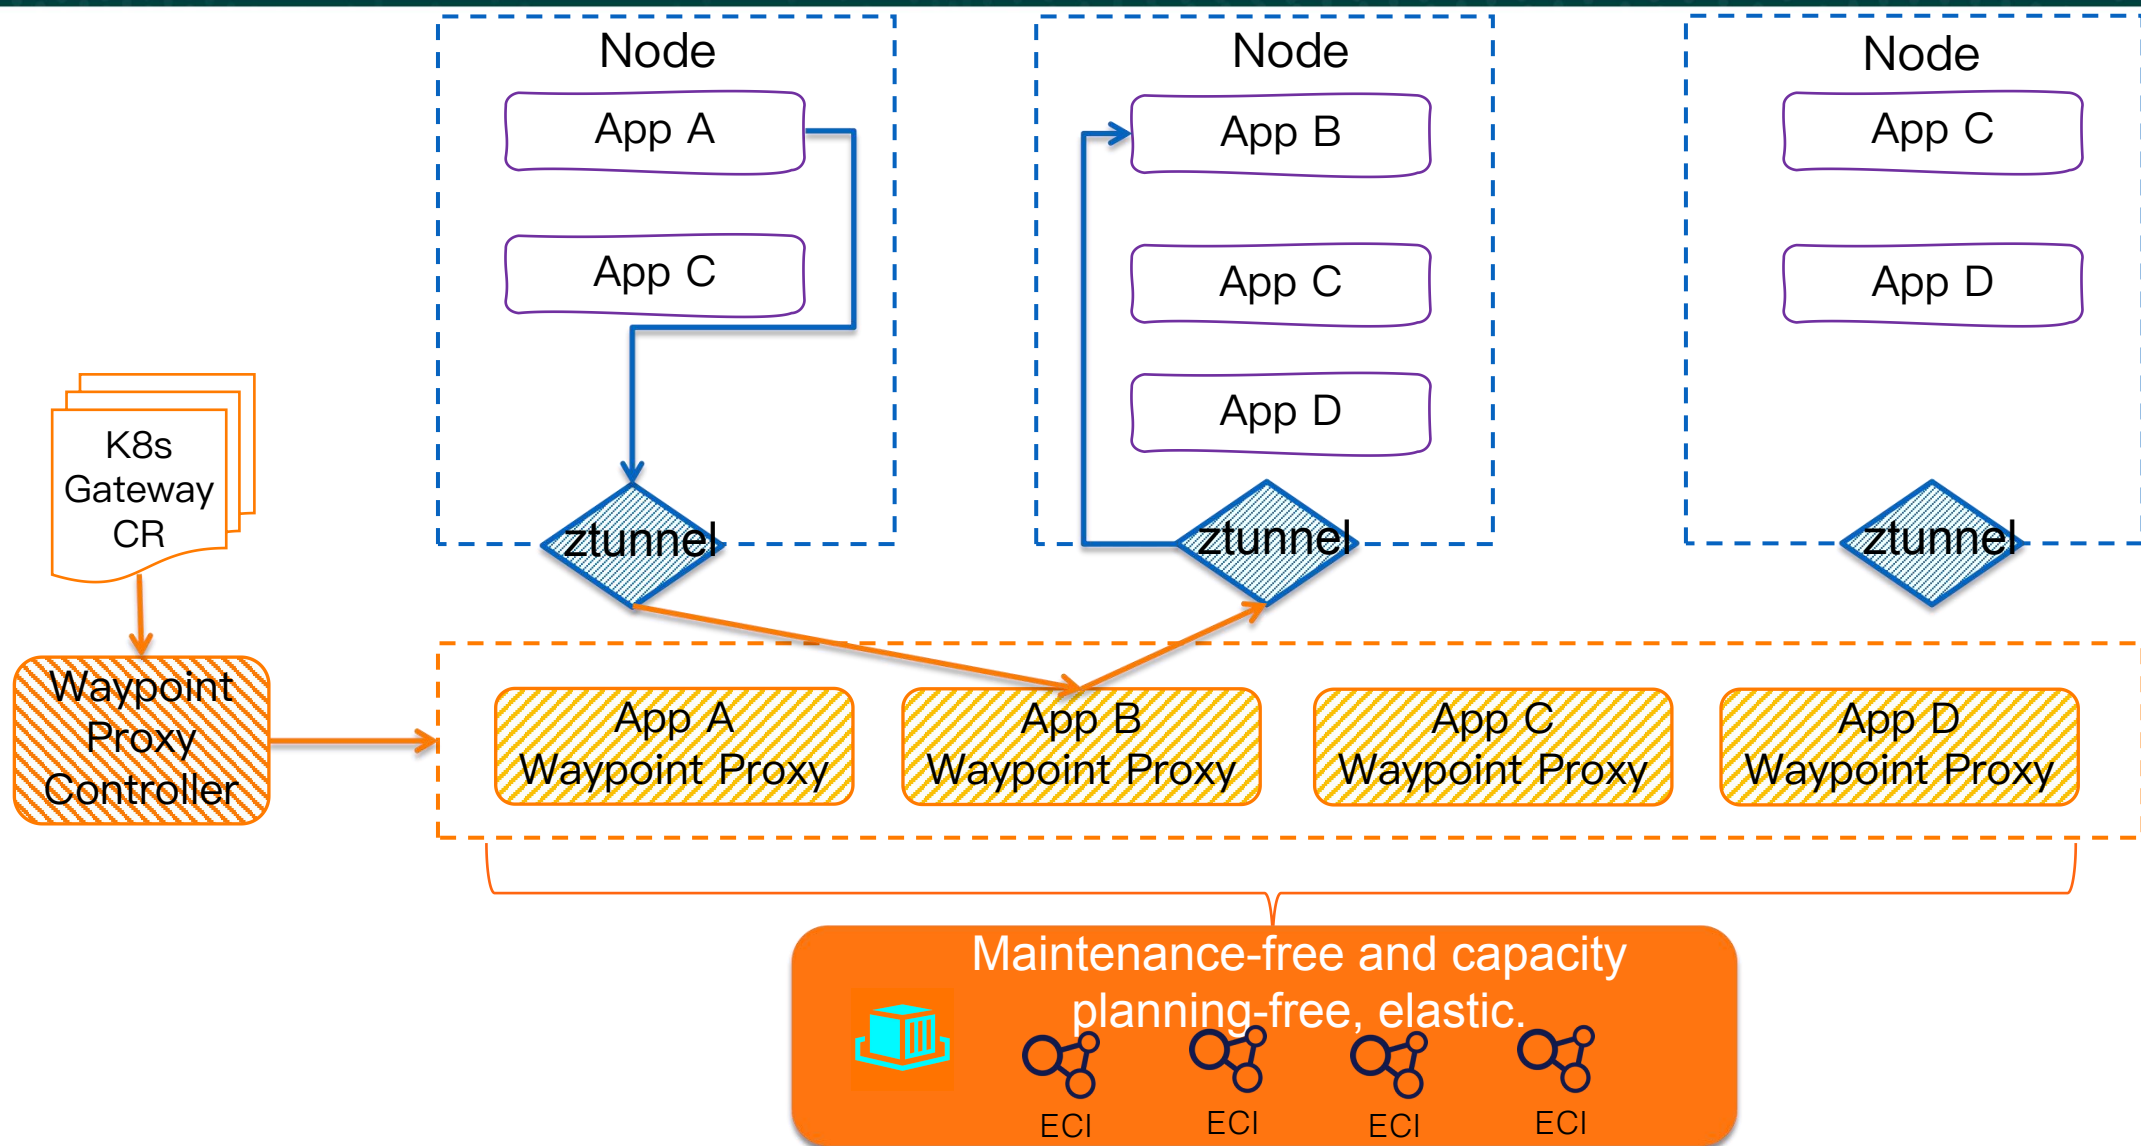 Node
Node
Node
App A
App B
App C
App C
App C
App D
App D
K8s
Gateway
CR
ztunnel
ztunnel
ztunnel
Waypoint
Proxy
Controller
App A
Waypoint Proxy
App B
Waypoint Proxy
App C
Waypoint Proxy
App D
Waypoint Proxy
Maintenance-free and capacity
planning-free, elastic.
ECI
ECI
ECI
ECI